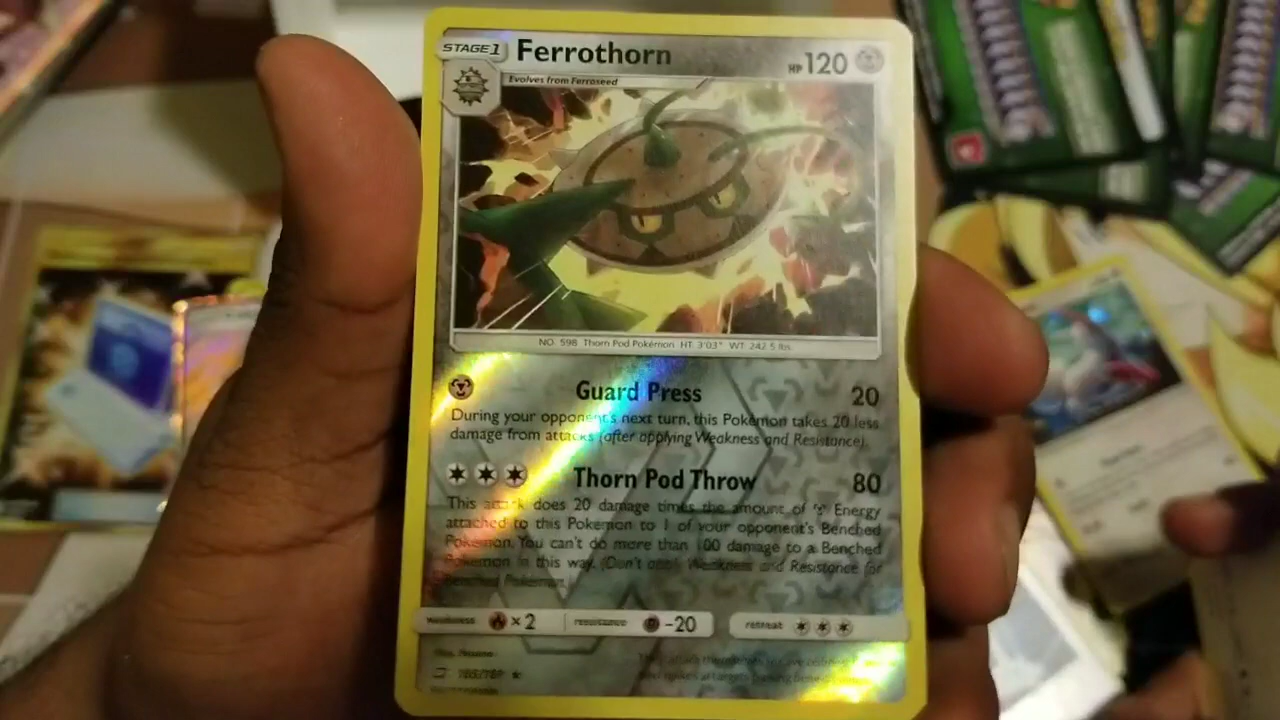 STAGE 1 Ferrothorn HP 120
Evolves from Ferroseed
NO. 598 Thorn Pod Pokémon HT: 3'03" WT: 242.5 lbs.
Guard Press 20
During your opponent's next turn, this Pokémon takes 20 less
damage from attacks (after applying Weakness and Resistance).
Thorn Pod Throw 80
This attack does 20 damage times the amount of Energy
attached to this Pokémon to 1 of your opponent's Benched
Pokémon. You can't do more than 100 damage to a Benched
Pokémon in this way. (Don't apply Weakness and Resistance for
Benched Pokémon.)
weakness ×2 resistance -20 retreat